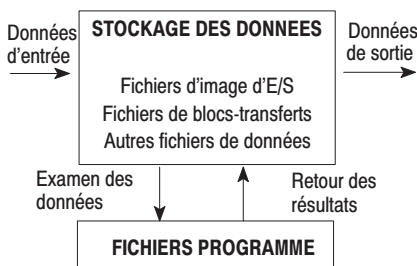 Données
d'entrée
STOCKAGE DES DONNEES
Données
de sortie
Fichiers d'image d'E/S
Fichiers de blocs-transferts
Autres fichiers de données
Examen des
données
Retour des
résultats
FICHIERS PROGRAMME